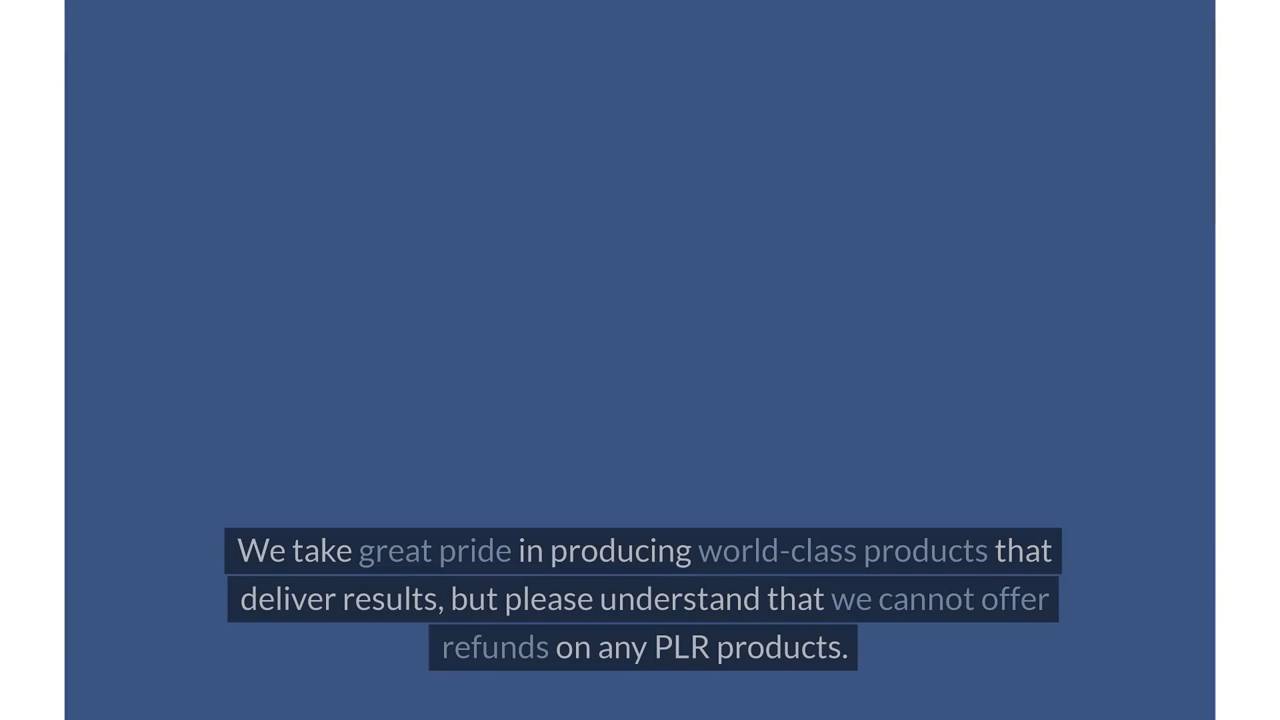 We take great pride in producing world-class products that
deliver results, but please understand that we cannot offer
refunds on any PLR products.